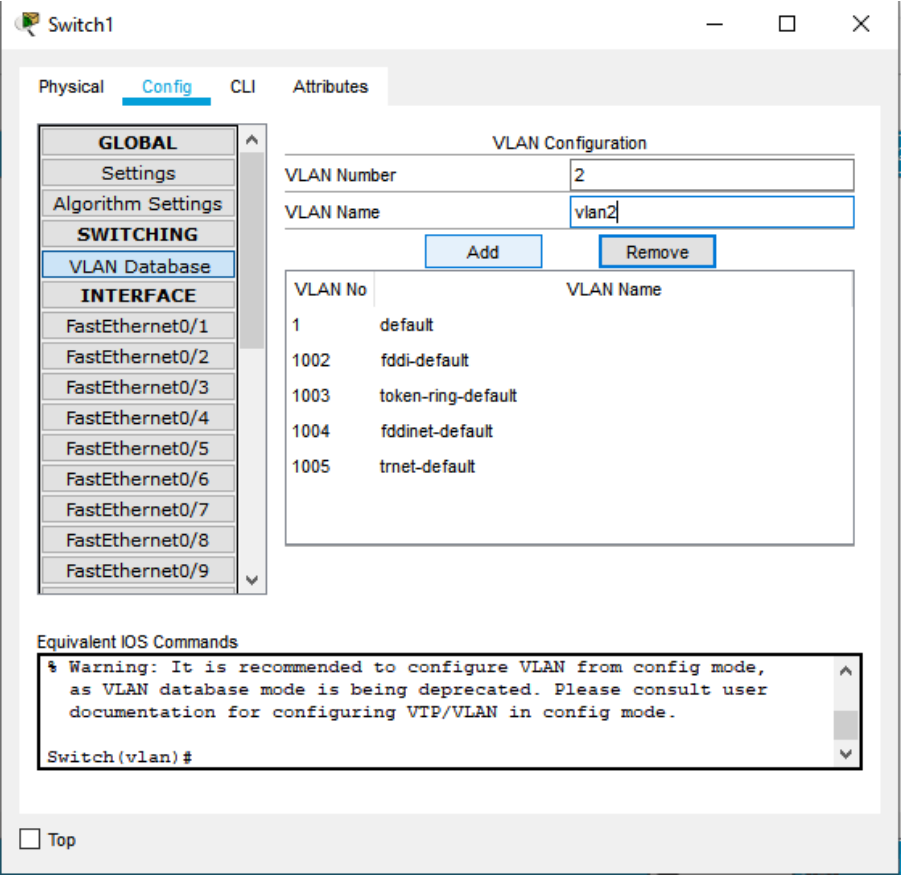 Switch1
Physical Config CLI Attributes
GLOBAL
Settings
Algorithm Settings
SWITCHING
VLAN Database
INTERFACE
FastEthernet0/1
FastEthernet0/2
FastEthernet0/3
FastEthernet0/4
FastEthernet0/5
FastEthernet0/6
FastEthernet0/7
FastEthernet0/8
FastEthernet0/9
VLAN Configuration
VLAN Number 2
VLAN Name vlan2
Add Remove
VLAN No VLAN Name
1 default
1002 fddi-default
1003 token-ring-default
1004 fddinet-default
1005 trnet-default
Equivalent IOS Commands
% Warning: It is recommended to configure VLAN from config mode,
as VLAN database mode is being deprecated. Please consult user
documentation for configuring VTP/VLAN in config mode.
Switch(vlan)#
Top